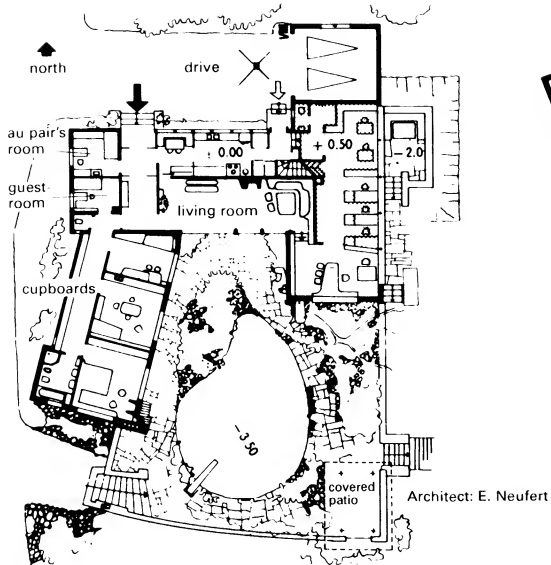 north
drive
au pair's
room
+ 0.00
+ 0.50
– 2.0
guest
room
living room
cupboards
– 3.50
covered
patio
Architect: E. Neufert